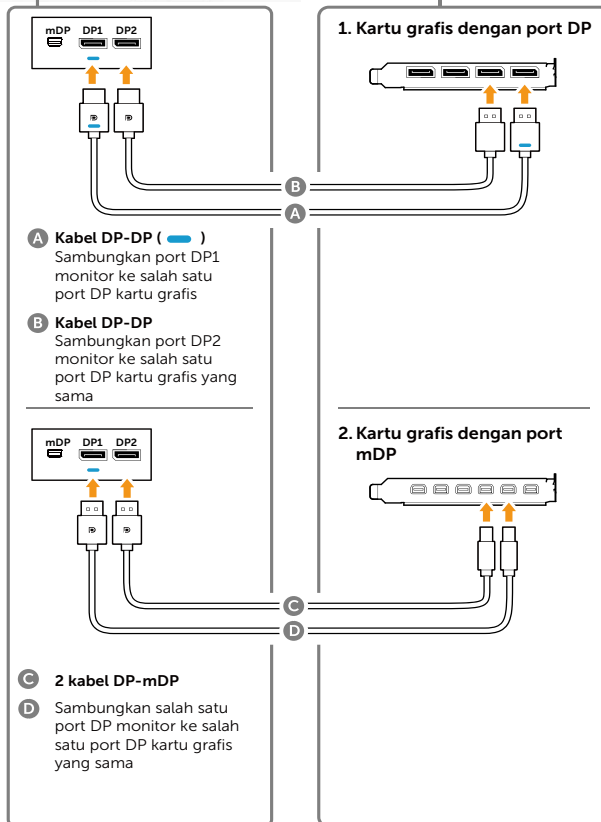 mDP DP1 DP2
1. Kartu grafis dengan port DP
B
A
A Kabel DP-DP ( )
Sambungkan port DP1
monitor ke salah satu
port DP kartu grafis
B Kabel DP-DP
Sambungkan port DP2
monitor ke salah satu
port DP kartu grafis yang
sama
mDP DP1 DP2
2. Kartu grafis dengan port
mDP
C
D
C 2 kabel DP-mDP
D Sambungkan salah satu
port DP monitor ke salah
satu port DP kartu grafis
yang sama